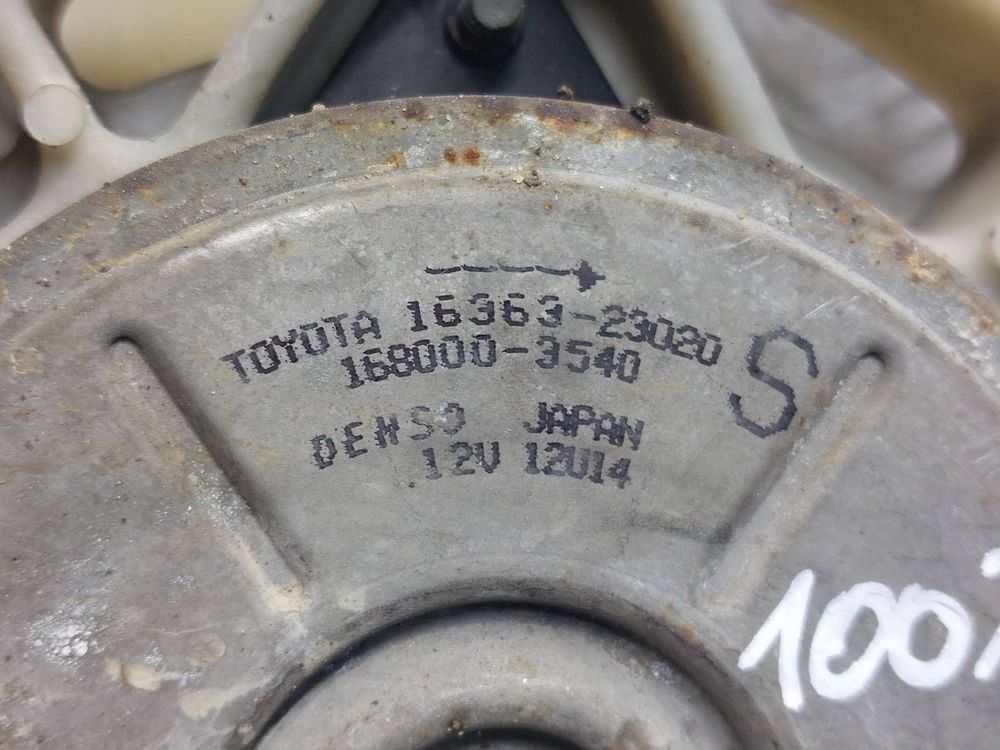 TOYOTA 16363-23020
168000-3540 S
DENSO JAPAN
12V 12U14
100